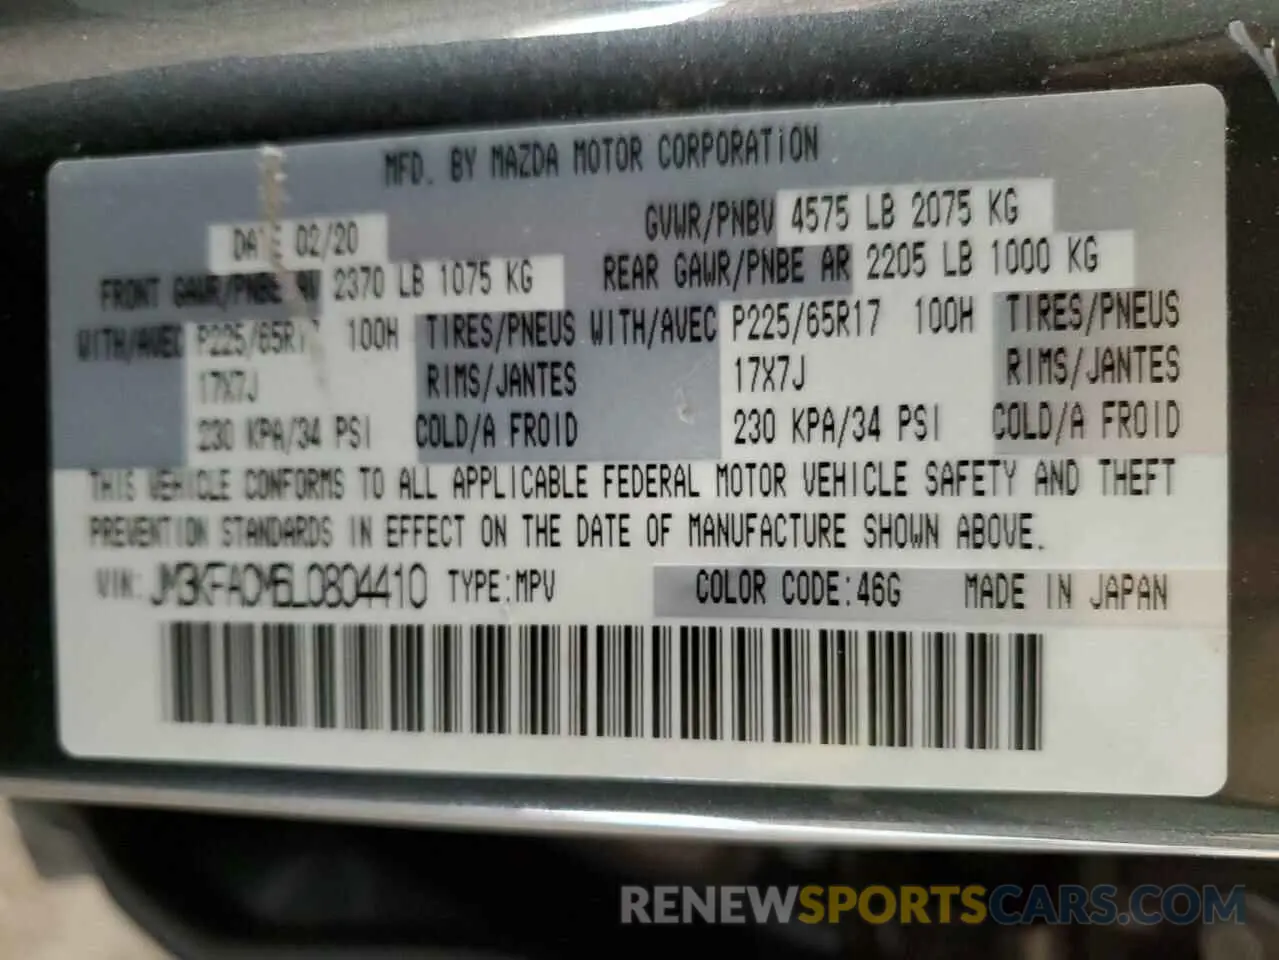 MFD. BY MAZDA MOTOR CORPORATION
DATE 02/20
GVWR/PNBV 4575 LB 2075 KG
FRONT GAWR/PNBE AV 2370 LB 1075 KG
REAR GAWR/PNBE AR 2205 LB 1000 KG
WITH/AVEC P225/65R17 100H TIRES/PNEUS WITH/AVEC P225/65R17 100H TIRES/PNEUS
17X7J RIMS/JANTES 17X7J RIMS/JANTES
230 KPA/34 PSI COLD/A FROID 230 KPA/34 PSI COLD/A FROID
THIS VEHICLE CONFORMS TO ALL APPLICABLE FEDERAL MOTOR VEHICLE SAFETY AND THEFT
PREVENTION STANDARDS IN EFFECT ON THE DATE OF MANUFACTURE SHOWN ABOVE.
VIN: JM3KFADM6L0804410 TYPE:MPV COLOR CODE:46G MADE IN JAPAN
RENEWSPORTSCARS.COM